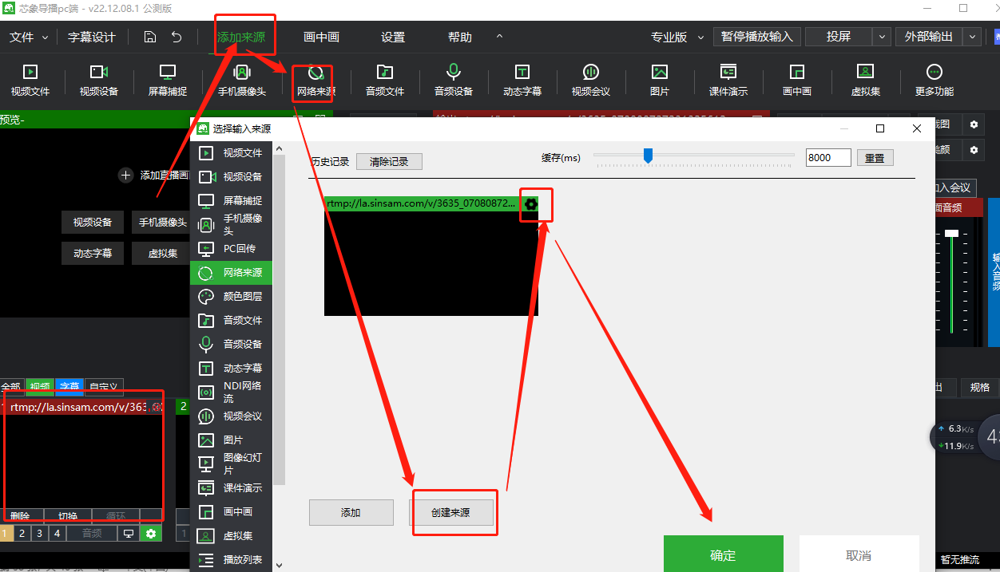 芯象导播pc端 - v22.12.08.1 公测版
文件
字幕设计
添加来源
画中画
设置
帮助
专业版
暂停播放输入
投屏
外部输出
视频文件
视频设备
屏幕捕捉
手机摄像头
网络来源
音频文件
音频设备
动态字幕
视频会议
图片
课件演示
画中画
虚拟集
更多功能
预览-
选择输入来源
视频文件
视频设备
屏幕捕捉
手机摄像
头
PC回传
网络来源
颜色图层
音频文件
音频设备
动态字幕
NDI网络
流
视频会议
图片
图像幻灯
片
课件演示
画中画
虚拟集
播放列表
历史记录
清除记录
缓存(ms)
8000
重置
rtmp://la.sinsam.com/v/3635_07080872...
添加
创建来源
确定
取消
添加直播画
视频设备
手机摄像头
动态字幕
虚拟集
全部
视频
字幕
自定义
rtmp://la.sinsam.com/v/363
2
删除
切换
循环
1
2
3
4
音频
1
截图
美颜
加入会议
面音频
输入音频
出
规格
6.3K/s
11.9K/s
43
暂无推流